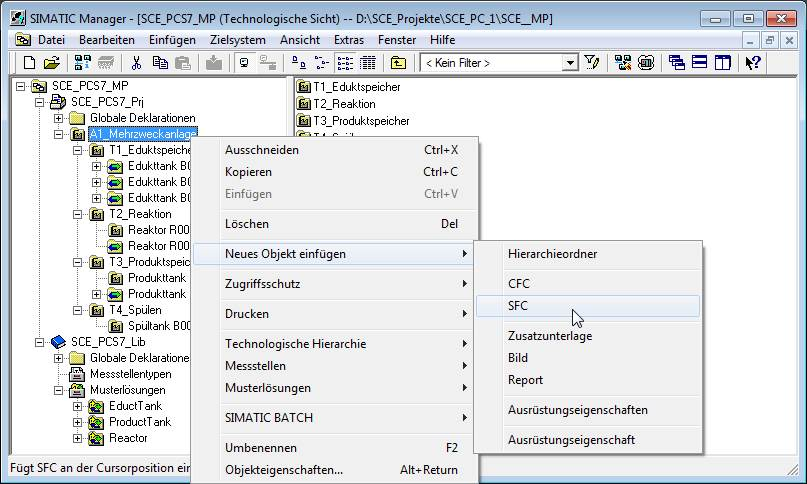 SIMATIC Manager - [SCE_PCS7_MP (Technologische Sicht) -- D:\SCE_Projekte\SCE_PC_1\SCE__MP]
Datei Bearbeiten Einfügen Zielsystem Ansicht Extras Fenster Hilfe
< Kein Filter >
SCE_PCS7_MP
SCE_PCS7_Prj
Globale Deklarationen
A1_Mehrzweckanlage
T1_Eduktspeiche
Edukttank B0
Edukttank B0
Edukttank B0
T2_Reaktion
Reaktor R00
Reaktor R00
T3_Produktspeic
Produkttank
Produkttank
T4_Spülen
Spültank B00
SCE_PCS7_Lib
Globale Deklarationen
Messstellentypen
Musterlösungen
EductTank
ProductTank
Reactor
T1_Eduktspeicher
T2_Reaktion
T3_Produktspeicher
T4_Spülen
Ausschneiden Ctrl+X
Kopieren Ctrl+C
Einfügen Ctrl+V
Löschen Del
Neues Objekt einfügen
Zugriffsschutz
Drucken
Technologische Hierarchie
Messstellen
Musterlösungen
SIMATIC BATCH
Umbenennen F2
Objekteigenschaften... Alt+Return
Hierarchieordner
CFC
SFC
Zusatzunterlage
Bild
Report
Ausrüstungseigenschaften
Ausrüstungseigenschaft
Fügt SFC an der Cursorposition ein